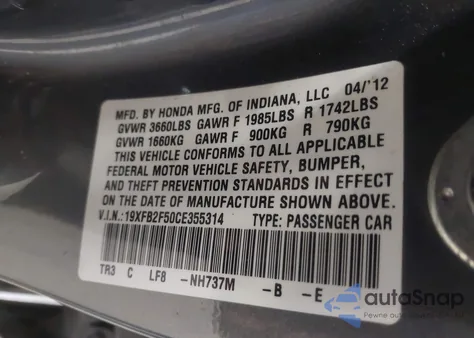 MFD. BY HONDA MFG. OF INDIANA, LLC 04/'12
GVWR 3660LBS GAWR F 1985LBS R 1742LBS
GVWR 1660KG GAWR F 900KG R 790KG
THIS VEHICLE CONFORMS TO ALL APPLICABLE
FEDERAL MOTOR VEHICLE SAFETY, BUMPER,
AND THEFT PREVENTION STANDARDS IN EFFECT
ON THE DATE OF MANUFACTURE SHOWN ABOVE.
V.I.N.: 19XFB2F50CE355314 TYPE: PASSENGER CAR
TR3 C LF8 -NH737M -B -E
autoSnap
Pewne auto